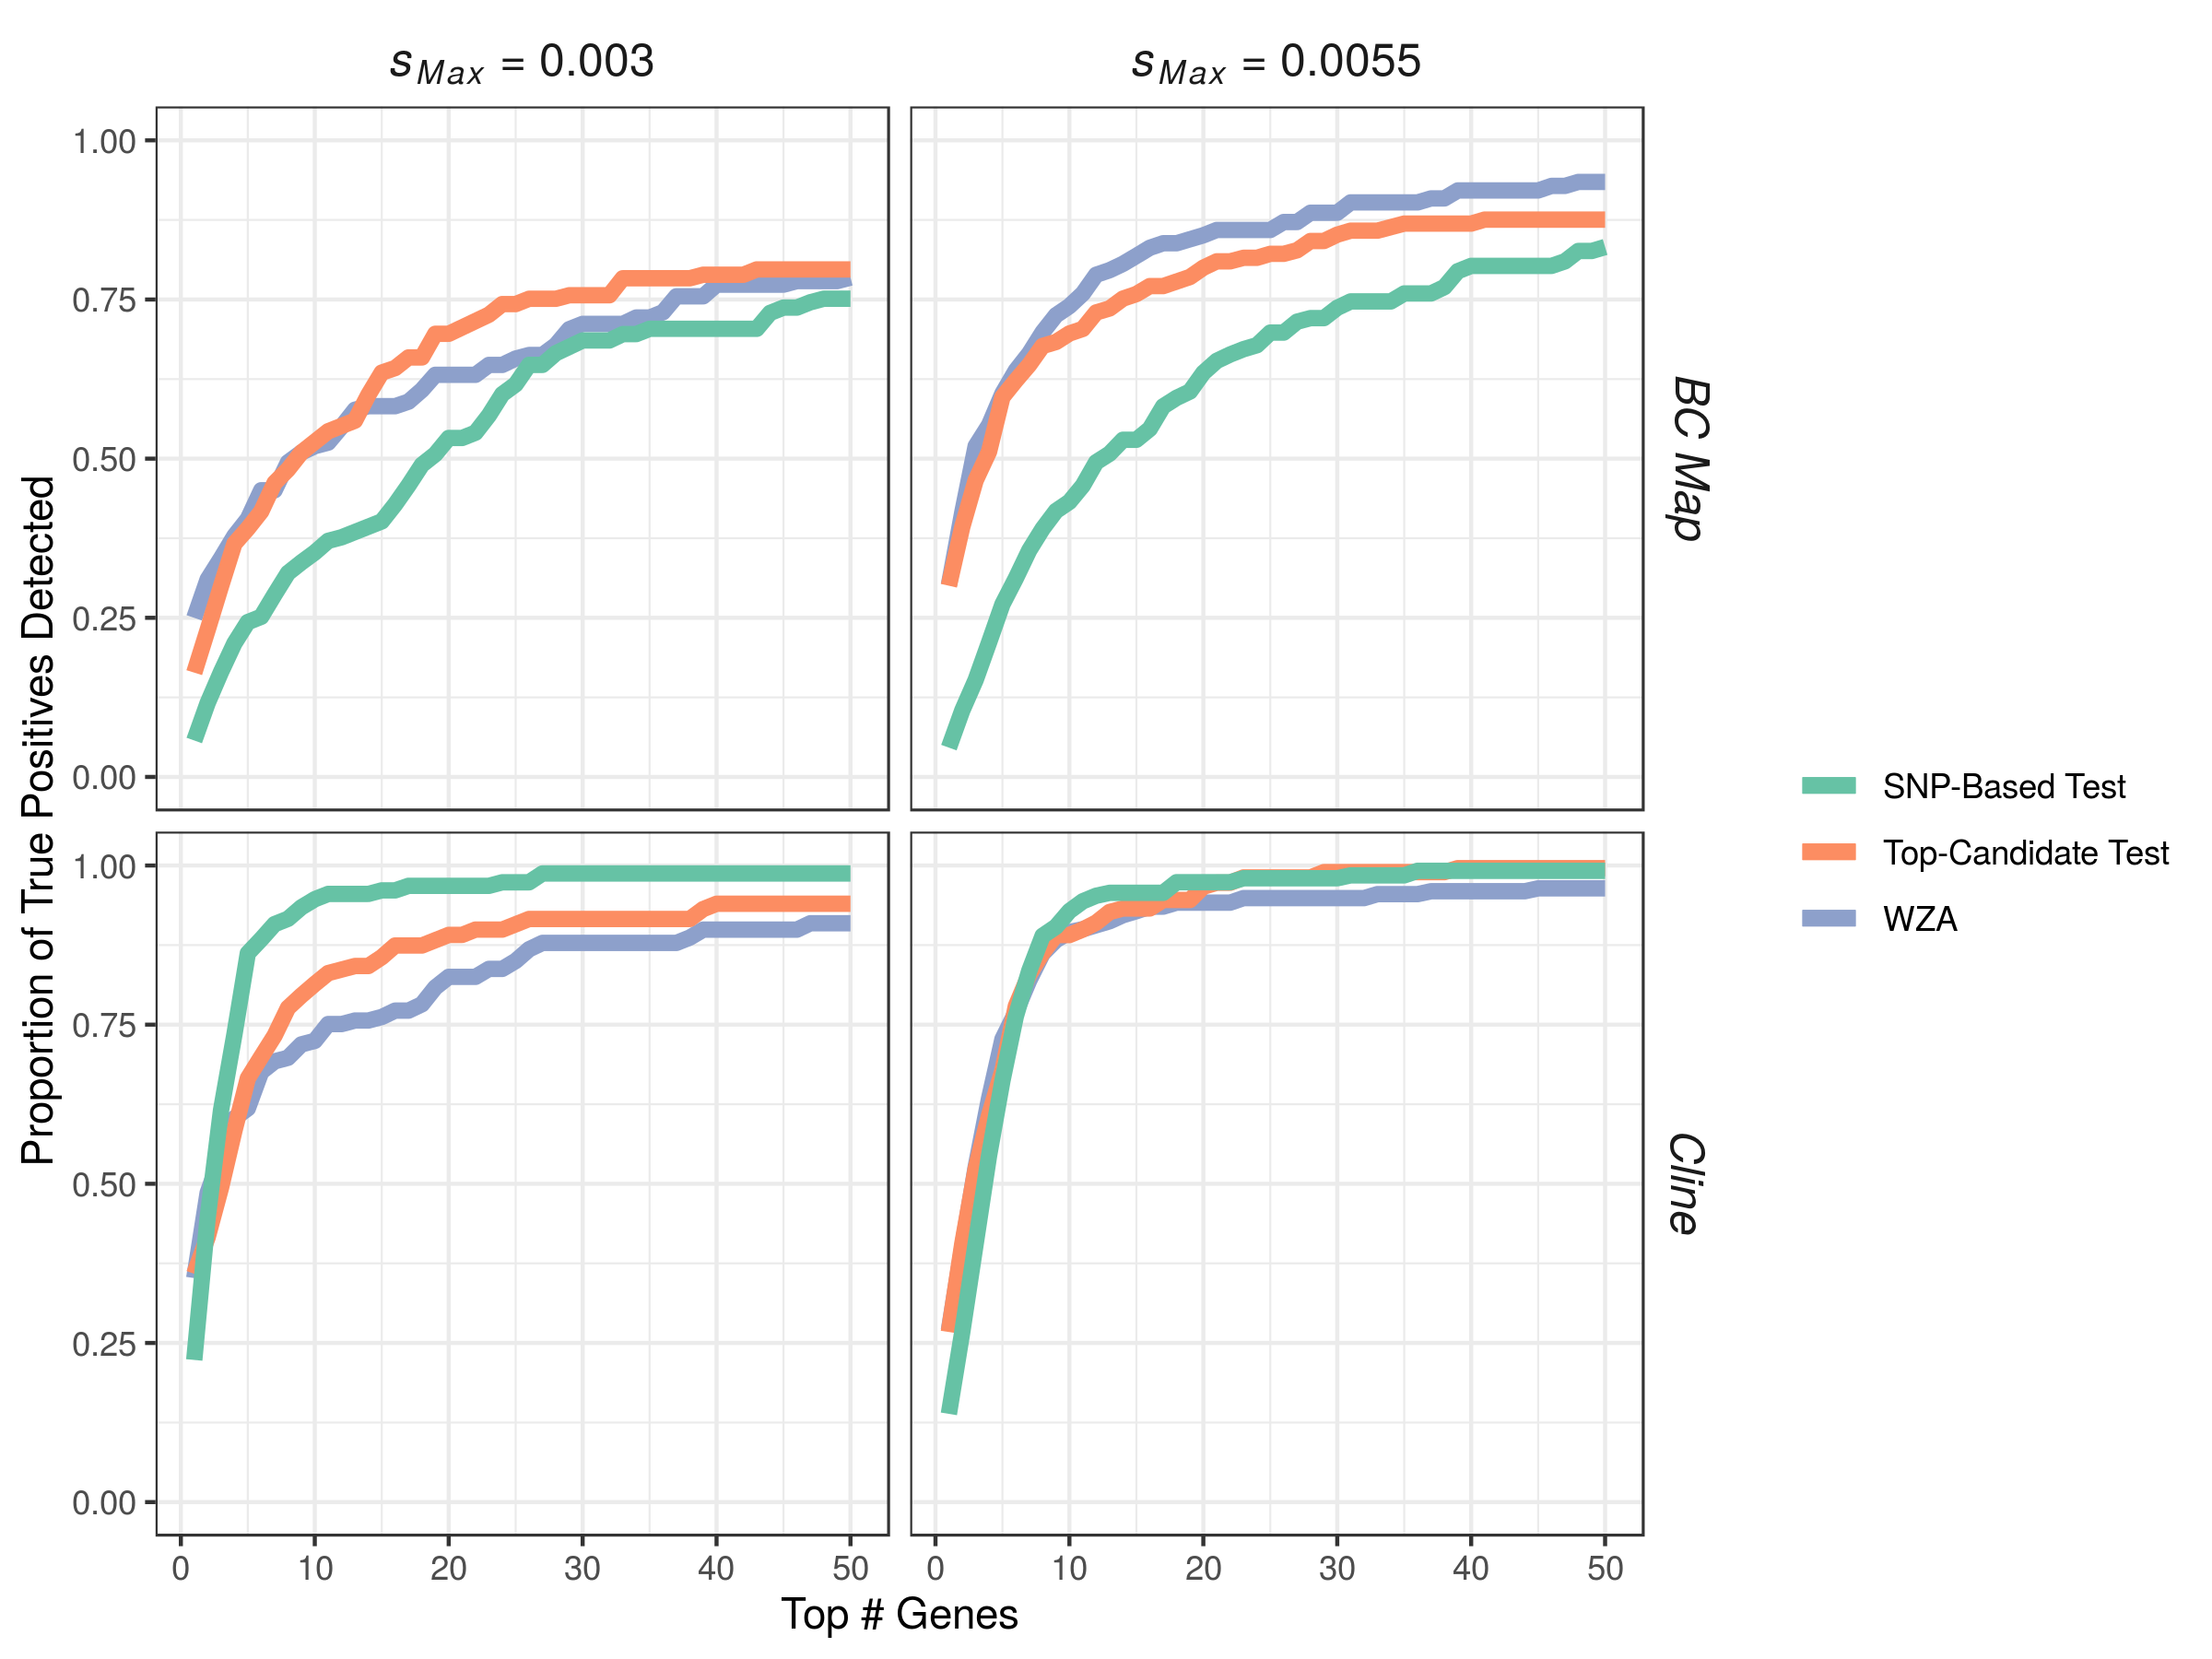 sMax = 0.003
sMax = 0.0055
1.00
0.75
0.50
0.25
0.00
BC Map
1.00
0.75
0.50
0.25
0.00
Cline
Proportion of True Positives Detected
0 10 20 30 40 50
0 10 20 30 40 50
Top # Genes
SNP-Based Test
Top-Candidate Test
WZA